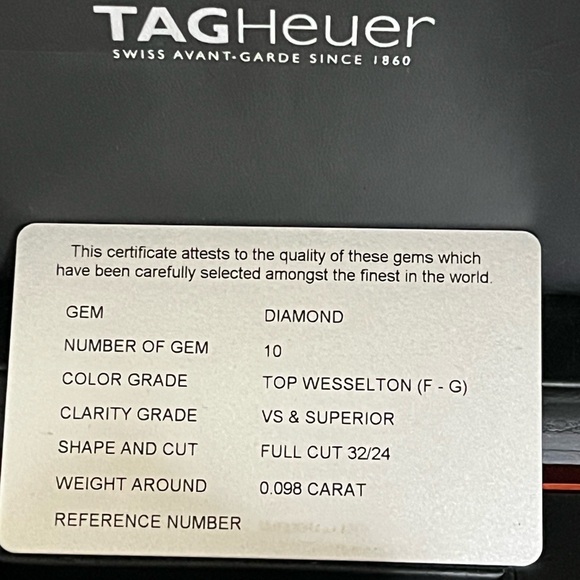 TAGHeuer
SWISS AVANT-GARDE SINCE 1860
This certificate attests to the quality of these gems which
have been carefully selected amongst the finest in the world.
GEM DIAMOND
NUMBER OF GEM 10
COLOR GRADE TOP WESSELTON (F - G)
CLARITY GRADE VS & SUPERIOR
SHAPE AND CUT FULL CUT 32/24
WEIGHT AROUND 0.098 CARAT
REFERENCE NUMBER